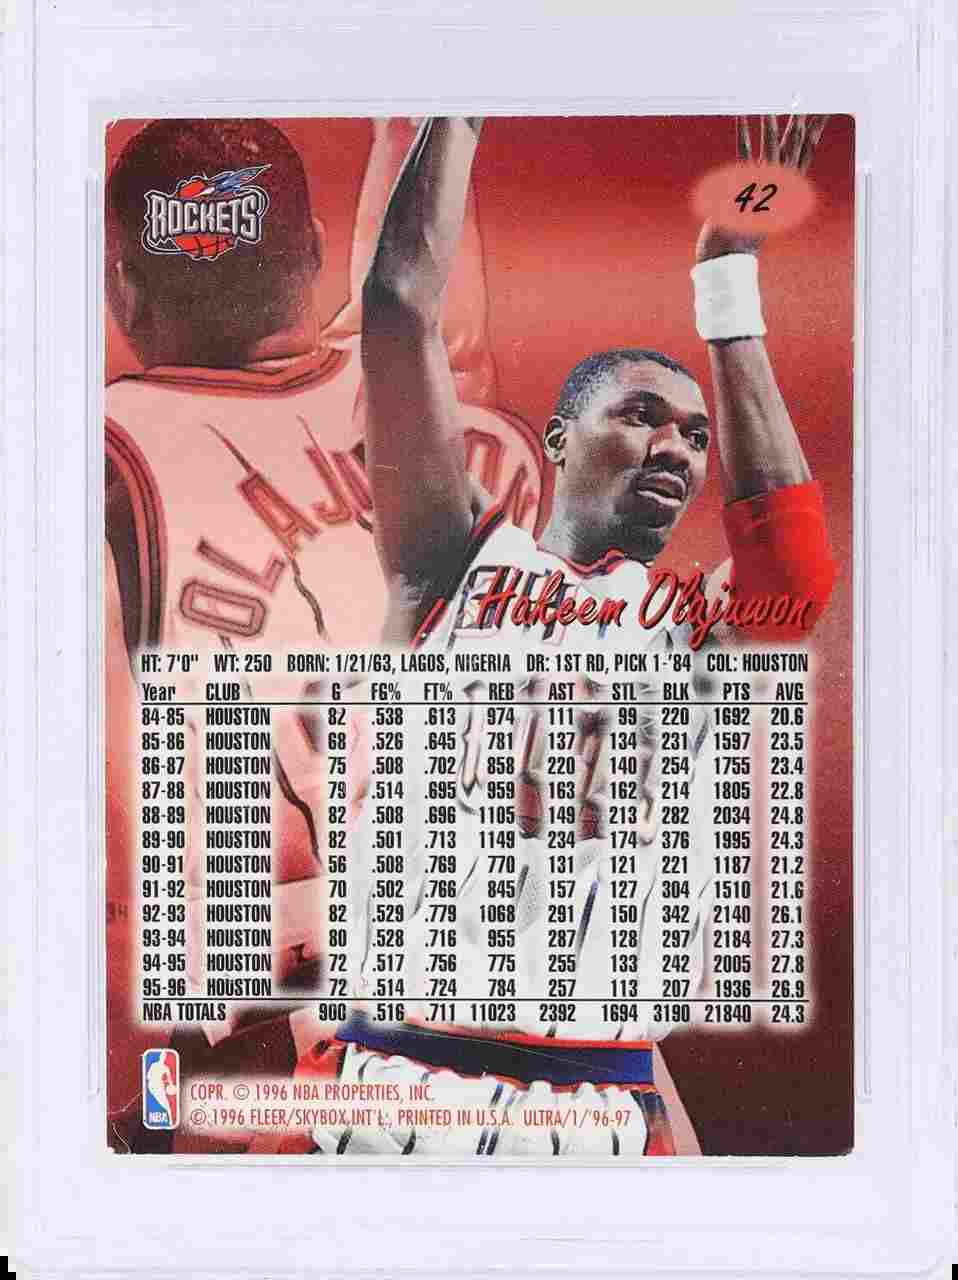 ROCKETS
42
OLAJUWON
Hakeem Olajuwon
HT: 7'0" WT: 250 BORN: 1/21/63, LAGOS, NIGERIA DR: 1ST RD, PICK 1-'84 COL: HOUSTON
Year CLUB G FG% FT% REB AST STL BLK PTS AVG
84-85 HOUSTON 82 .538 .613 974 111 99 220 1692 20.6
85-86 HOUSTON 68 .526 .645 781 137 134 231 1597 23.5
86-87 HOUSTON 75 .508 .702 858 220 140 254 1755 23.4
87-88 HOUSTON 79 .514 .695 959 163 162 214 1805 22.8
88-89 HOUSTON 82 .508 .696 1105 149 213 282 2034 24.8
89-90 HOUSTON 82 .501 .713 1149 234 174 376 1995 24.3
90-91 HOUSTON 56 .508 .769 770 131 121 221 1187 21.2
91-92 HOUSTON 70 .502 .766 845 157 127 304 1510 21.6
92-93 HOUSTON 82 .529 .779 1068 291 150 342 2140 26.1
93-94 HOUSTON 80 .528 .716 955 287 128 297 2184 27.3
94-95 HOUSTON 72 .517 .756 775 255 133 242 2005 27.8
95-96 HOUSTON 72 .514 .724 784 257 113 207 1936 26.9
NBA TOTALS 900 .516 .711 11023 2392 1694 3190 21840 24.3
NBA
COPR. © 1996 NBA PROPERTIES, INC.
© 1996 FLEER/SKYBOX INT'L., PRINTED IN U.S.A. ULTRA/1/'96-97